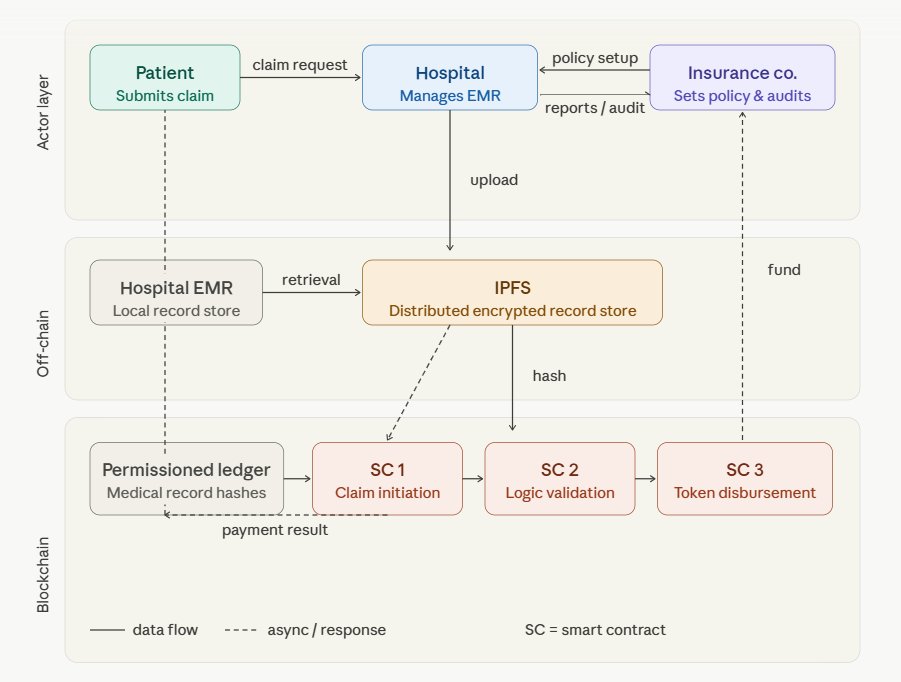 Actor layer
Patient
Submits claim
claim request
Hospital
Manages EMR
policy setup
reports / audit
Insurance co.
Sets policy & audits
upload
Off-chain
Hospital EMR
Local record store
retrieval
IPFS
Distributed encrypted record store
fund
hash
Blockchain
Permissioned ledger
Medical record hashes
SC 1
Claim initiation
SC 2
Logic validation
SC 3
Token disbursement
payment result
data flow
async / response
SC = smart contract